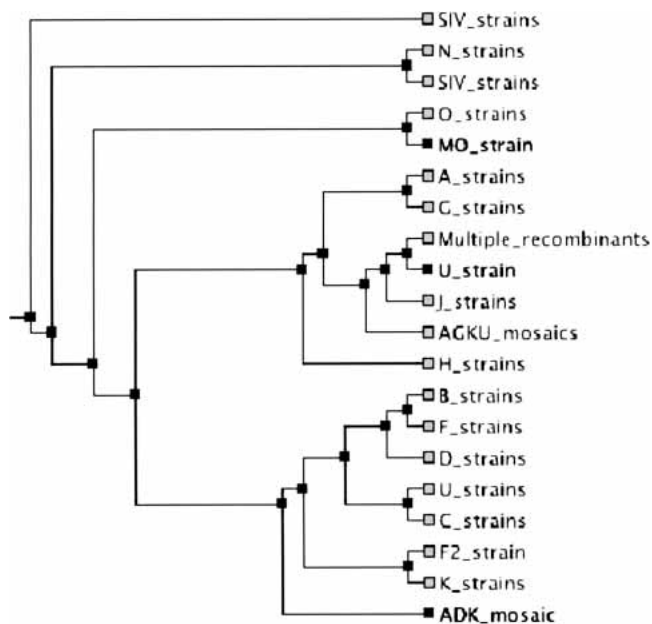 SIV_strains
N_strains
SIV_strains
O_strains
MO_strain
A_strains
G_strains
Multiple_recombinants
U_strain
J_strains
AGKU_mosaics
H_strains
B_strains
F_strains
D_strains
U_strains
C_strains
F2_strain
K_strains
ADK_mosaic